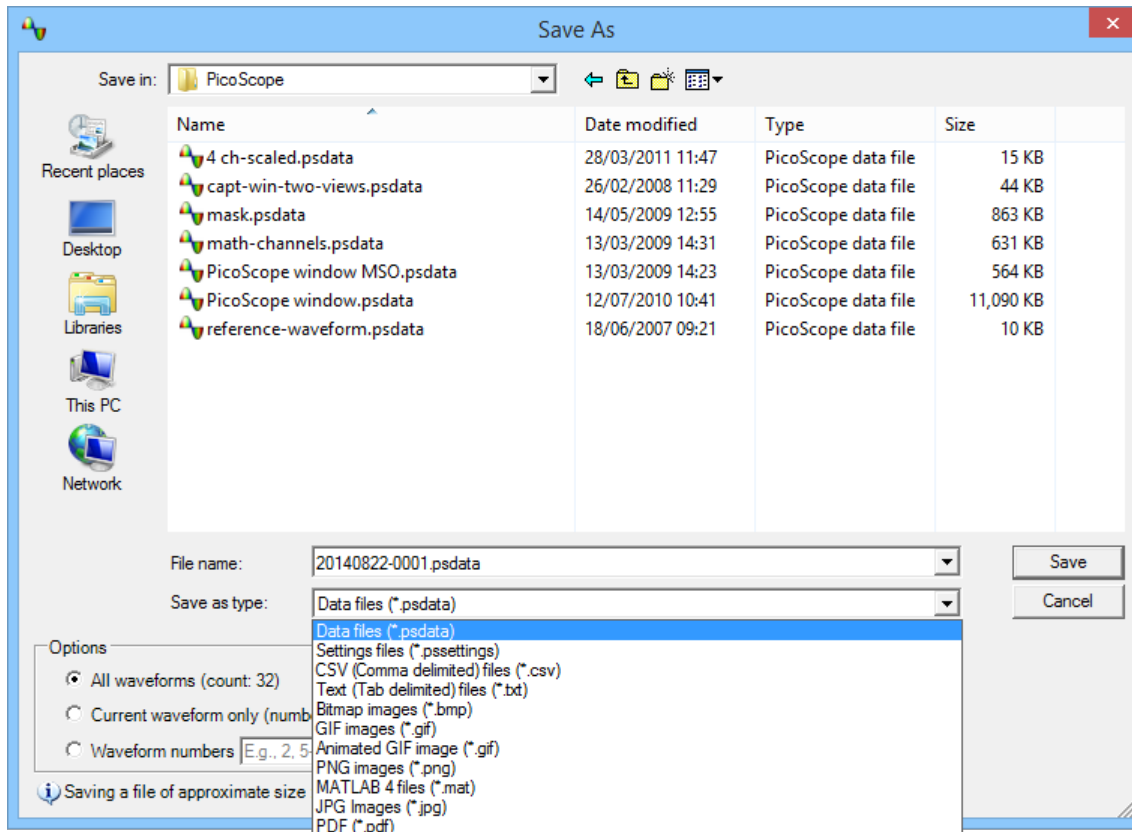 Save As
Save in: PicoScope
Name Date modified Type Size
4 ch-scaled.psdata 28/03/2011 11:47 PicoScope data file 15 KB
capt-win-two-views.psdata 26/02/2008 11:29 PicoScope data file 44 KB
mask.psdata 14/05/2009 12:55 PicoScope data file 863 KB
math-channels.psdata 13/03/2009 14:31 PicoScope data file 631 KB
PicoScope window MSO.psdata 13/03/2009 14:23 PicoScope data file 564 KB
PicoScope window.psdata 12/07/2010 10:41 PicoScope data file 11,090 KB
reference-waveform.psdata 18/06/2007 09:21 PicoScope data file 10 KB
Recent places
Desktop
Libraries
This PC
Network
File name: 20140822-0001.psdata Save
Save as type: Data files (*.psdata) Cancel
Data files (*.psdata)
Settings files (*.pssettings)
CSV (Comma delimited) files (*.csv)
Text (Tab delimited) files (*.txt)
Bitmap images (*.bmp)
GIF images (*.gif)
Animated GIF image (*.gif)
PNG images (*.png)
MATLAB 4 files (*.mat)
JPG Images (*.jpg)
PDF (*.pdf)
Options
All waveforms (count: 32)
Current waveform only (numb
Waveform numbers E.g., 2, 5-
Saving a file of approximate size